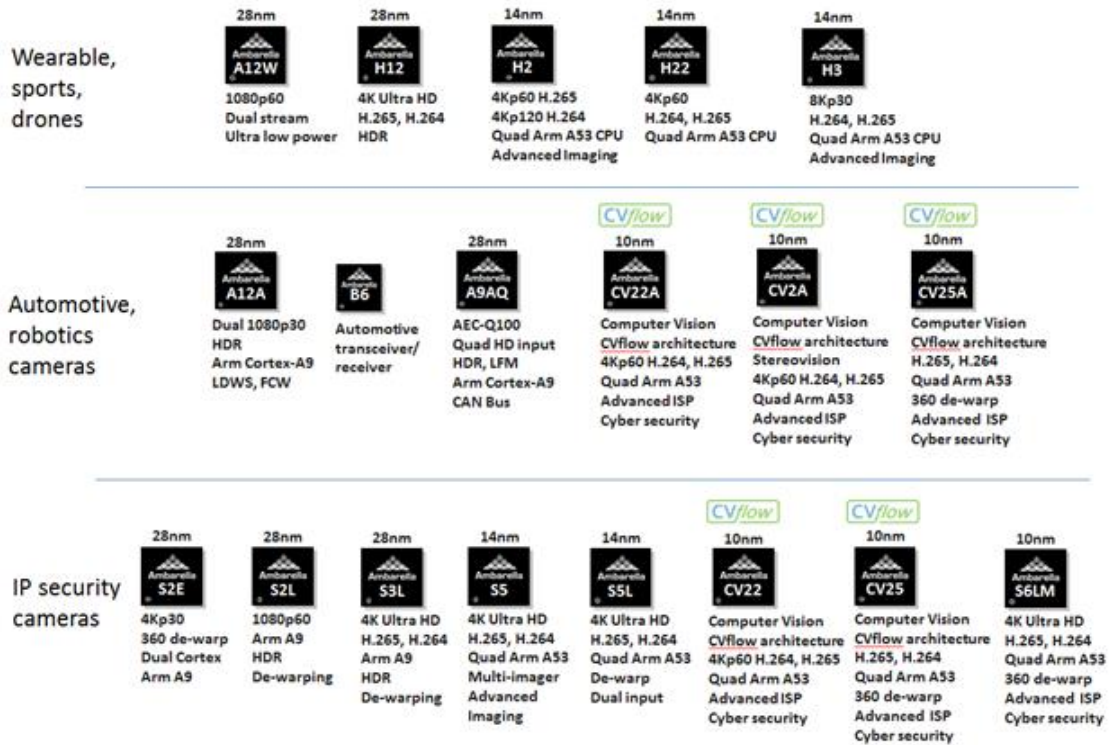 Wearable,
sports,
drones
28nm
Ambarella
A12W
1080p60
Dual stream
Ultra low power
28nm
Ambarella
H12
4K Ultra HD
H.265, H.264
HDR
14nm
Ambarella
H2
4Kp60 H.265
4Kp120 H.264
Quad Arm A53 CPU
Advanced Imaging
14nm
Ambarella
H22
4Kp60
H.264, H.265
Quad Arm A53 CPU
14nm
Ambarella
H3
8Kp30
H.264, H.265
Quad Arm A53 CPU
Advanced Imaging
Automotive,
robotics
cameras
28nm
Ambarella
A12A
Dual 1080p30
HDR
Arm Cortex-A9
LDWS, FCW
Ambarella
B6
Automotive
transceiver/
receiver
28nm
Ambarella
A9AQ
AEC-Q100
Quad HD input
HDR, LFM
Arm Cortex-A9
CAN Bus
CVflow
10nm
Ambarella
CV22A
Computer Vision
CVflow architecture
4Kp60 H.264, H.265
Quad Arm A53
Advanced ISP
Cyber security
CVflow
10nm
Ambarella
CV2A
Computer Vision
CVflow architecture
Stereovision
4Kp60 H.264, H.265
Quad Arm A53
Advanced ISP
Cyber security
CVflow
10nm
Ambarella
CV25A
Computer Vision
CVflow architecture
H.265, H.264
Quad Arm A53
360 de-warp
Advanced ISP
Cyber security
IP security
cameras
28nm
Ambarella
S2E
4Kp30
360 de-warp
Dual Cortex
Arm A9
28nm
Ambarella
S2L
1080p60
Arm A9
HDR
De-warping
28nm
Ambarella
S3L
4K Ultra HD
H.265, H.264
Arm A9
HDR
De-warping
14nm
Ambarella
S5
4K Ultra HD
H.265, H.264
Quad Arm A53
Multi-imager
Advanced
Imaging
14nm
Ambarella
S5L
4K Ultra HD
H.265, H.264
Quad Arm A53
De-warp
Dual input
CVflow
10nm
Ambarella
CV22
Computer Vision
CVflow architecture
4Kp60 H.264, H.265
Quad Arm A53
Advanced ISP
Cyber security
CVflow
10nm
Ambarella
CV25
Computer Vision
CVflow architecture
H.265, H.264
Quad Arm A53
360 de-warp
Advanced ISP
Cyber security
10nm
Ambarella
S6LM
4K Ultra HD
H.265, H.264
Quad Arm A53
360 de-warp
Advanced ISP
Cyber security